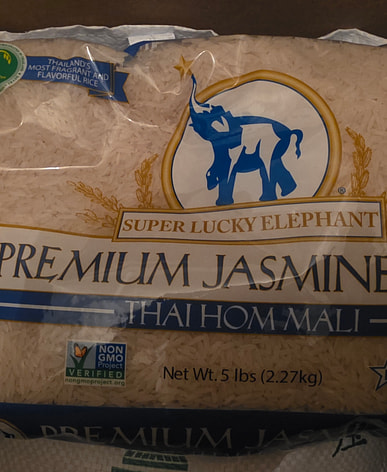 THAILAND'S
MOST FRAGRANT AND
FLAVORFUL RICE
®
SUPER LUCKY ELEPHANT
PREMIUM JASMINE
THAI HOM MALI
NON
GMO
Project
VERIFIED
nongmoproject.org
Net Wt. 5 lbs (2.27kg)
PREMIUM JASM